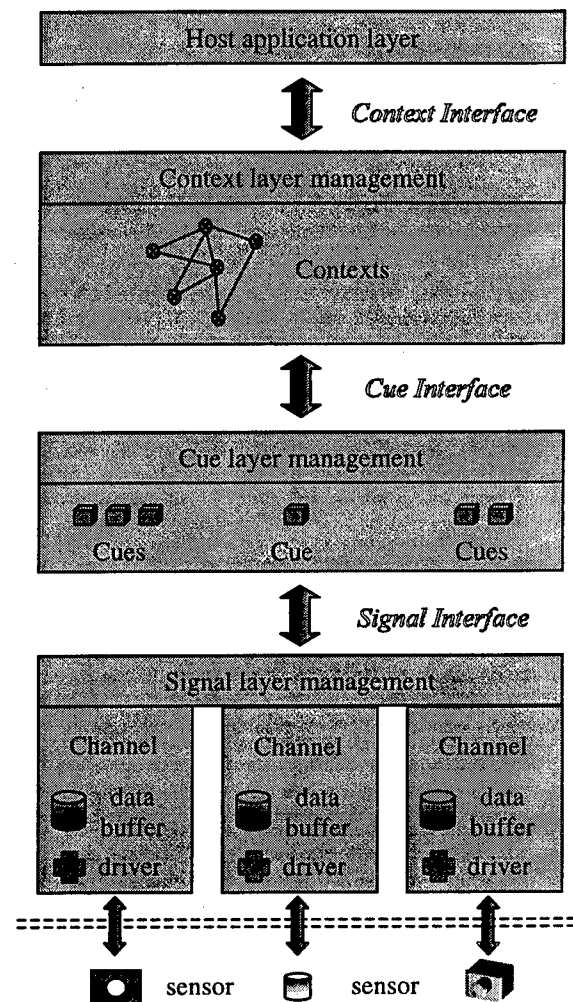 Host application layer
Context Interface
Context layer management
Contexts
Cue Interface
Cue layer management
Cues Cue Cues
Signal Interface
Signal layer management
Channel Channel Channel
data buffer data buffer data buffer
driver driver driver
sensor sensor